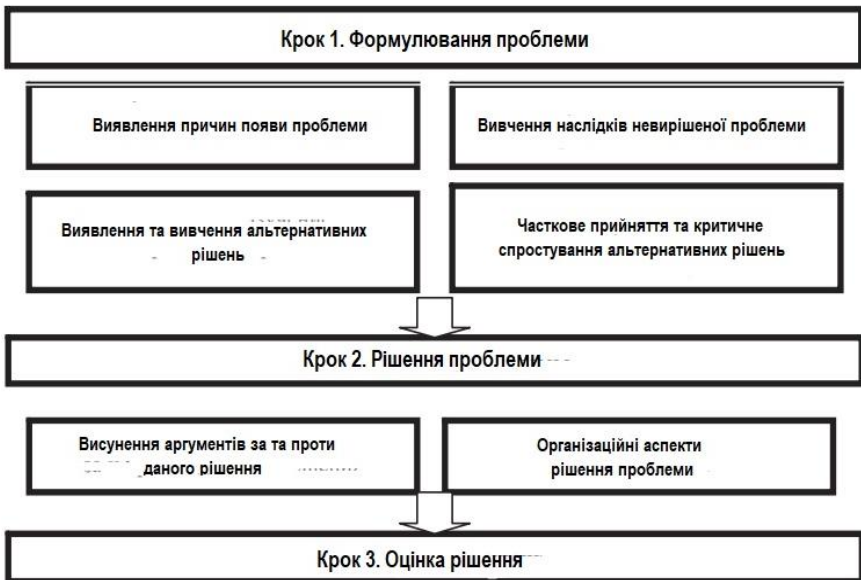 Крок 1. Формулювання проблеми
Виявлення причин появи проблеми
Вивчення наслідків невирішеної проблеми
Виявлення та вивчення альтернативних
рішень
Часткове прийняття та критичне
спростування альтернативних рішень
Крок 2. Рішення проблеми
Висунення аргументів за та проти
даного рішення
Організаційні аспекти
рішення проблеми
Крок 3. Оцінка рішення